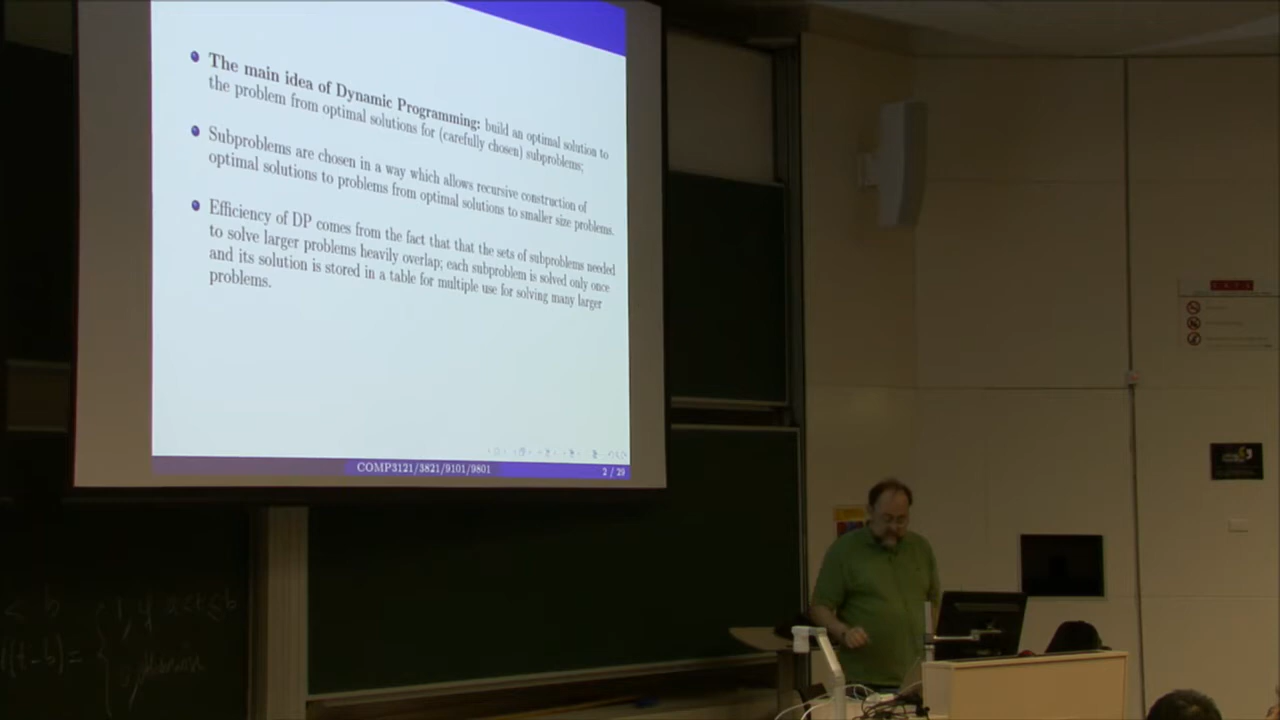 The main idea of Dynamic Programming: build an optimal solution to
the problem from optimal solutions for (carefully chosen) subproblems;
Subproblems are chosen in a way which allows recursive construction of
optimal solutions to problems from optimal solutions to smaller size problems.
Efficiency of DP comes from the fact that that the sets of subproblems needed
to solve larger problems heavily overlap; each subproblem is solved only once
and its solution is stored in a table for multiple use for solving many larger
problems.
COMP3121/3821/9101/9801
2 / 29